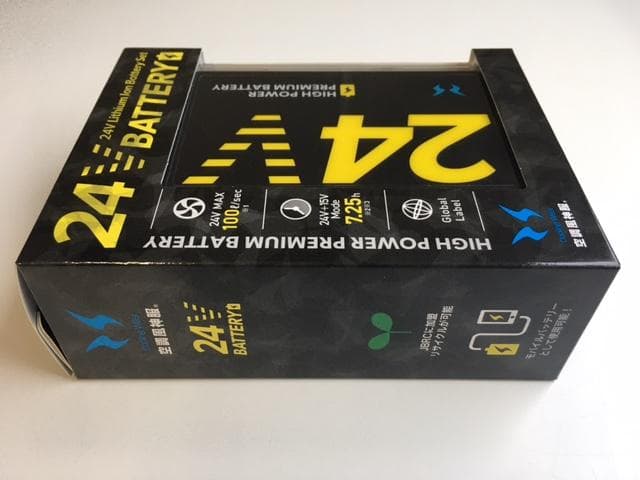 24V Lithium Ion Battery Set
24V BATTERY
HIGH POWER
PREMIUM BATTERY
24V
24V MAX
100ℓ/sec
24V→15V
Mode
7.25h
Global
Label
HIGH POWER PREMIUM BATTERY
空調風神服®
空調風神服®
24V
BATTERY
JBRCに加盟
リサイクルが可能
モバイルバッテリー
として使用可能!